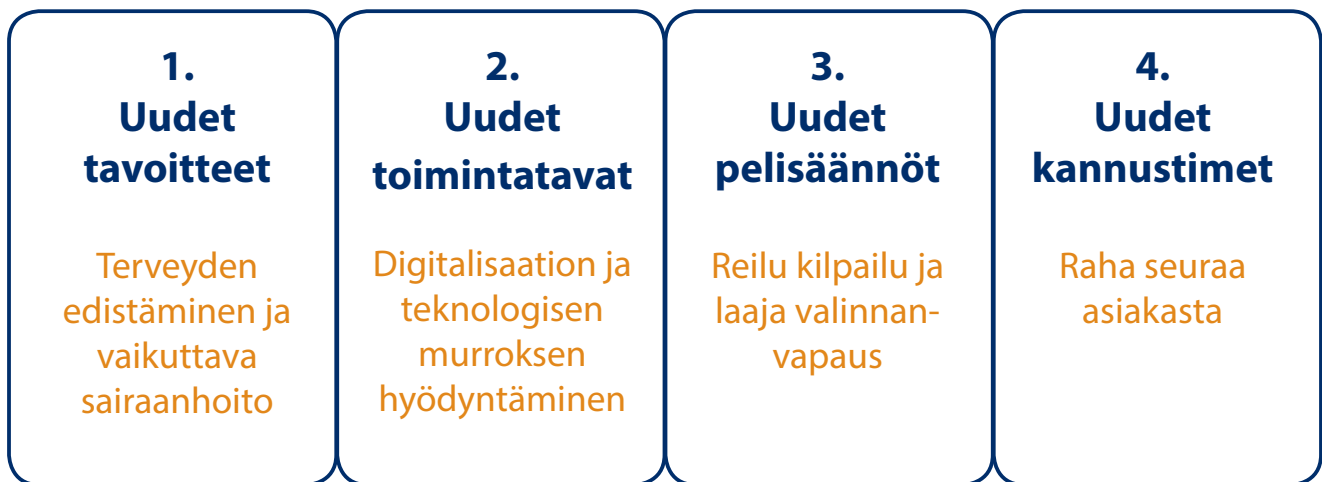 1.
Uudet
tavoitteet
Terveyden
edistäminen ja
vaikuttava
sairaanhoito
2.
Uudet
toimintatavat
Digitalisaation ja
teknologisen
murroksen
hyödyntäminen
3.
Uudet
pelisäännöt
Reilu kilpailu ja
laaja valinnan-
vapaus
4.
Uudet
kannustimet
Raha seuraa
asiakasta